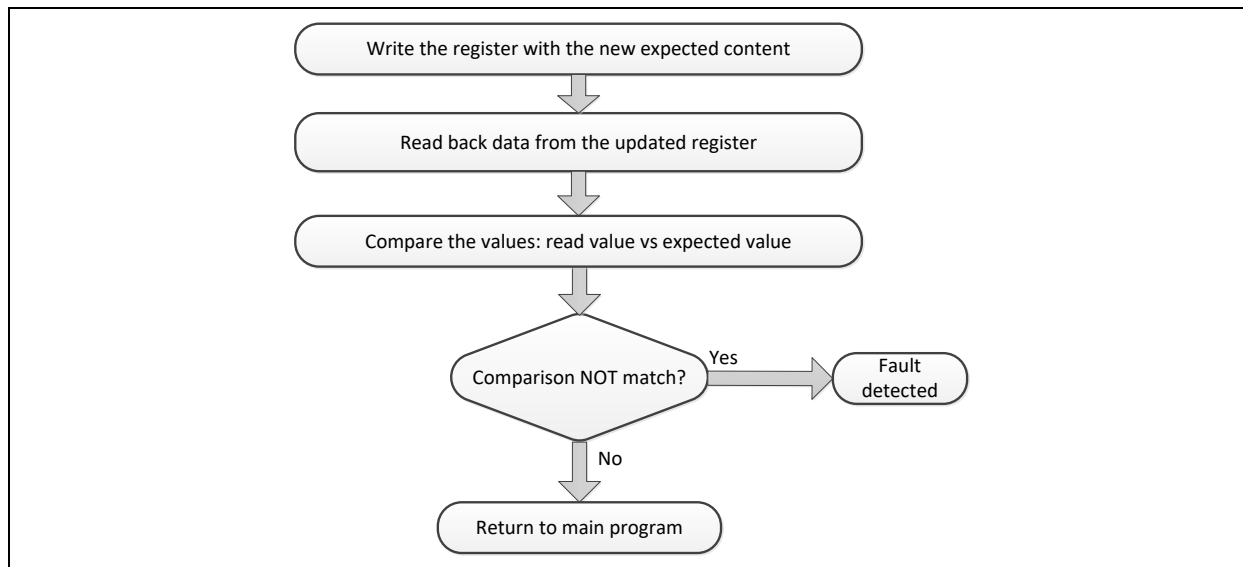 Write the register with the new expected content
Read back data from the updated register
Compare the values: read value vs expected value
Comparison NOT match?
Yes
Fault
detected
No
Return to main program